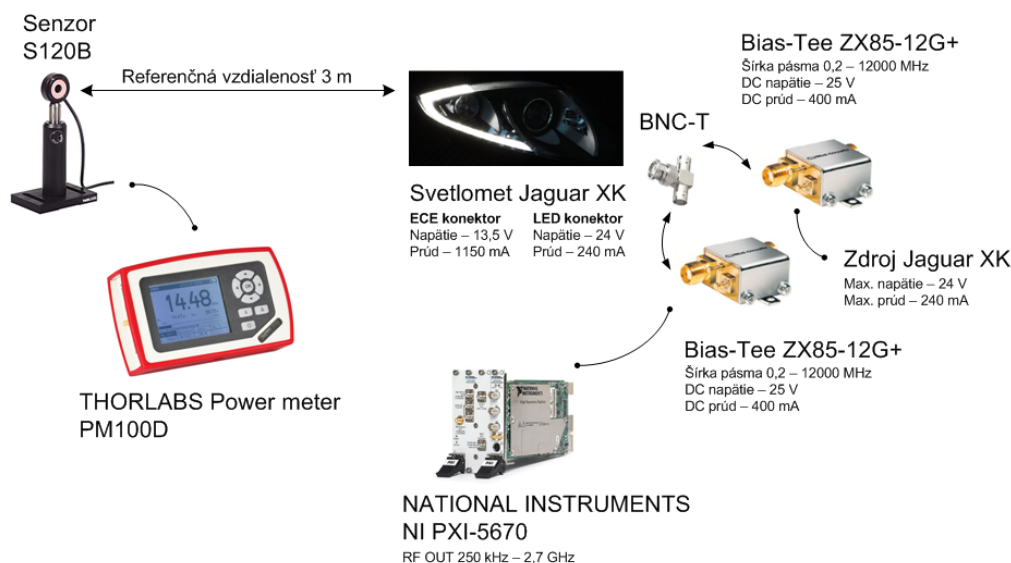 Senzor
S120B
Referenčná vzdialenosť 3 m
Bias-Tee ZX85-12G+
Šírka pásma 0,2 – 12000 MHz
DC napätie – 25 V
DC prúd – 400 mA
BNC-T
Svetlomet Jaguar XK
ECE konektor
Napätie – 13,5 V
Prúd – 1150 mA
LED konektor
Napätie – 24 V
Prúd – 240 mA
Zdroj Jaguar XK
Max. napätie – 24 V
Max. prúd – 240 mA
14.48
THORLABS Power meter
PM100D
Bias-Tee ZX85-12G+
Šírka pásma 0,2 – 12000 MHz
DC napätie – 25 V
DC prúd – 400 mA
NATIONAL
INSTRUMENTS
NATIONAL INSTRUMENTS
NI PXI-5670
RF OUT 250 kHz – 2,7 GHz